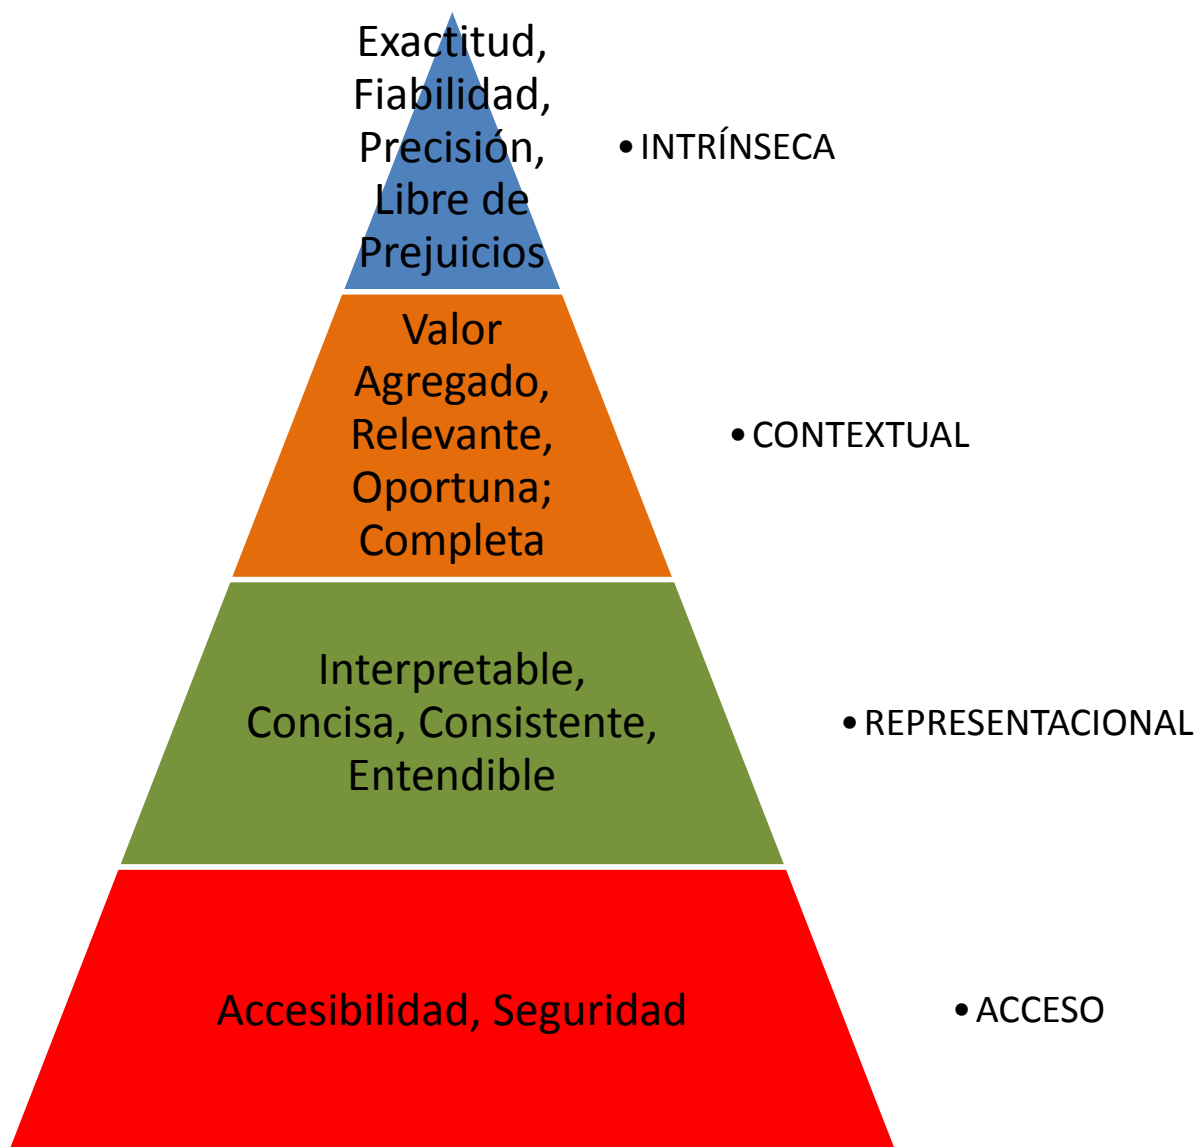 Exactitud,
Fiabilidad,
Precisión,
Libre de
Prejuicios
• INTRÍNSECA
Valor
Agregado,
Relevante,
Oportuna;
Completa
• CONTEXTUAL
Interpretable,
Concisa, Consistente,
Entendible
• REPRESENTACIONAL
Accesibilidad, Seguridad
• ACCESO